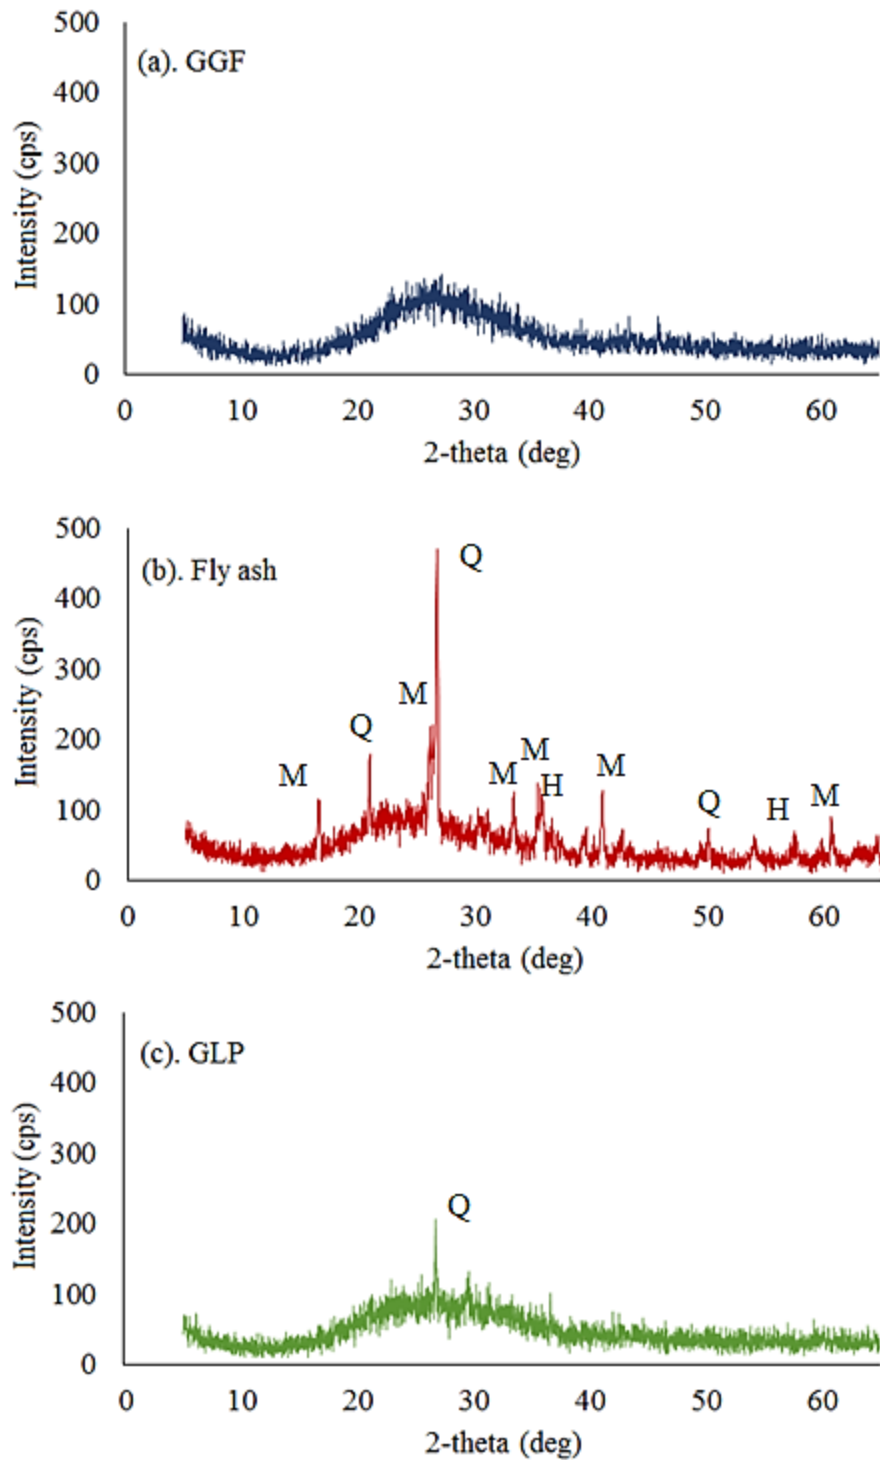 500
(a). GGF
400
300
200
100
0
Intensity (cps)
0 10 20 30 40 50 60
2-theta (deg)
500
(b). Fly ash
Q
400
300
M
200
Q
M
M
M
M
H
Q
H
M
100
0
Intensity (cps)
0 10 20 30 40 50 60
2-theta (deg)
500
(c). GLP
400
300
Q
200
100
0
Intensity (cps)
0 10 20 30 40 50 60
2-theta (deg)